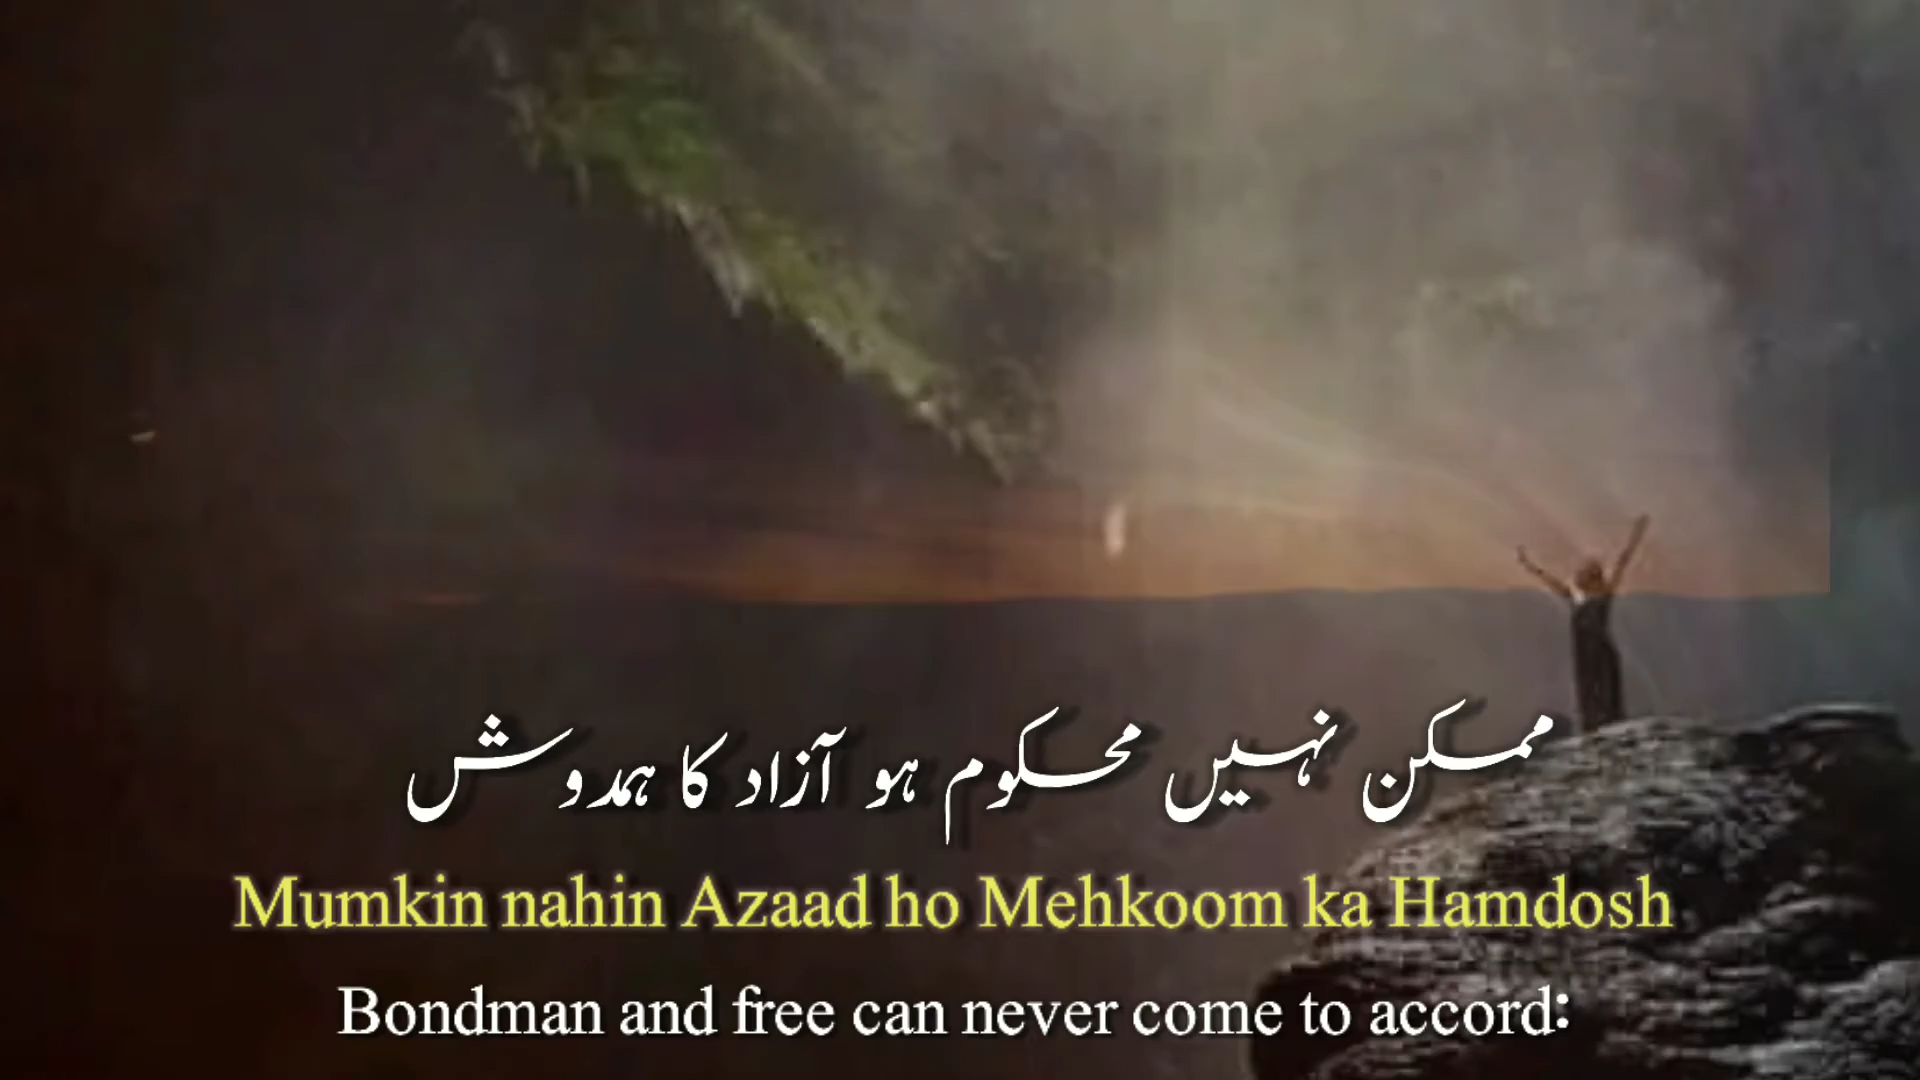 ممکن نہیں محکوم ہو آزاد کا ہمدوش
Mumkin nahin Azaad ho Mehkoom ka Hamdosh
Bondman and free can never come to accord: